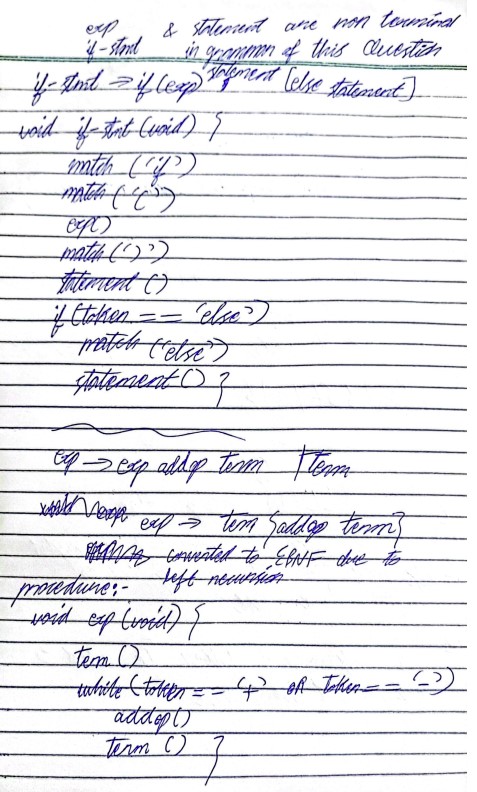 exp & statement are non terminal
if-stmt in grammar of this Question
if-stmt ⇒ if (exp) statement [else statement]
void if-stmt (void) {
match ('if')
match ('(')
exp()
match (')')
statement ()
if (token == 'else')
match ('else')
statement () }
exp → exp addop term | term
exp → term {addop term}
converted to EBNF due to
left recursion
procedure:-
void exp (void) {
term ()
while (token == '+' OR token == '-')
addop()
term () }